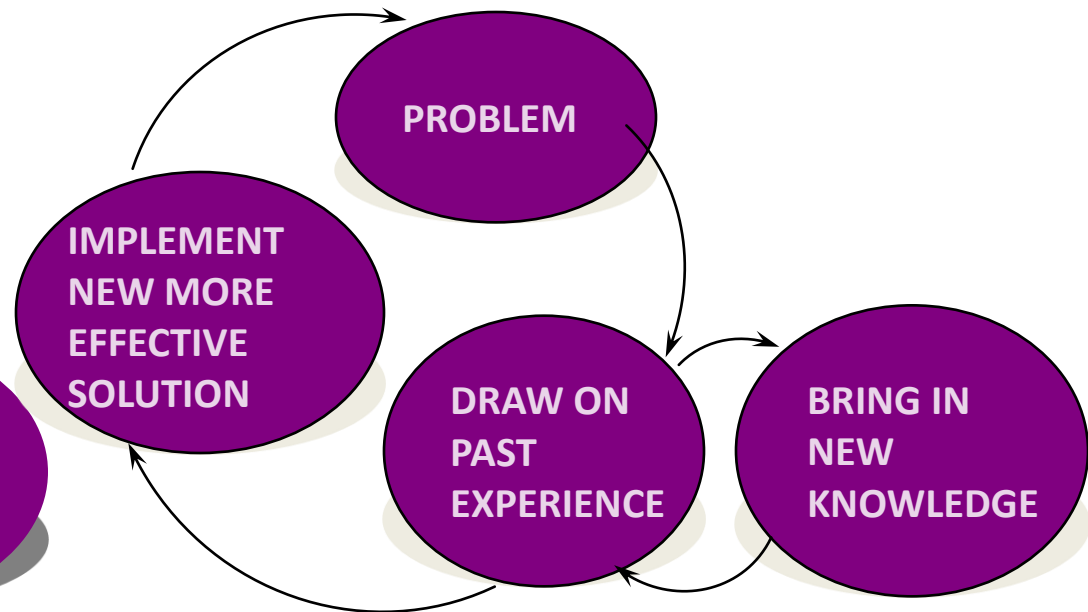 PROBLEM
IMPLEMENT
NEW MORE
EFFECTIVE
SOLUTION
DRAW ON
PAST
EXPERIENCE
BRING IN
NEW
KNOWLEDGE